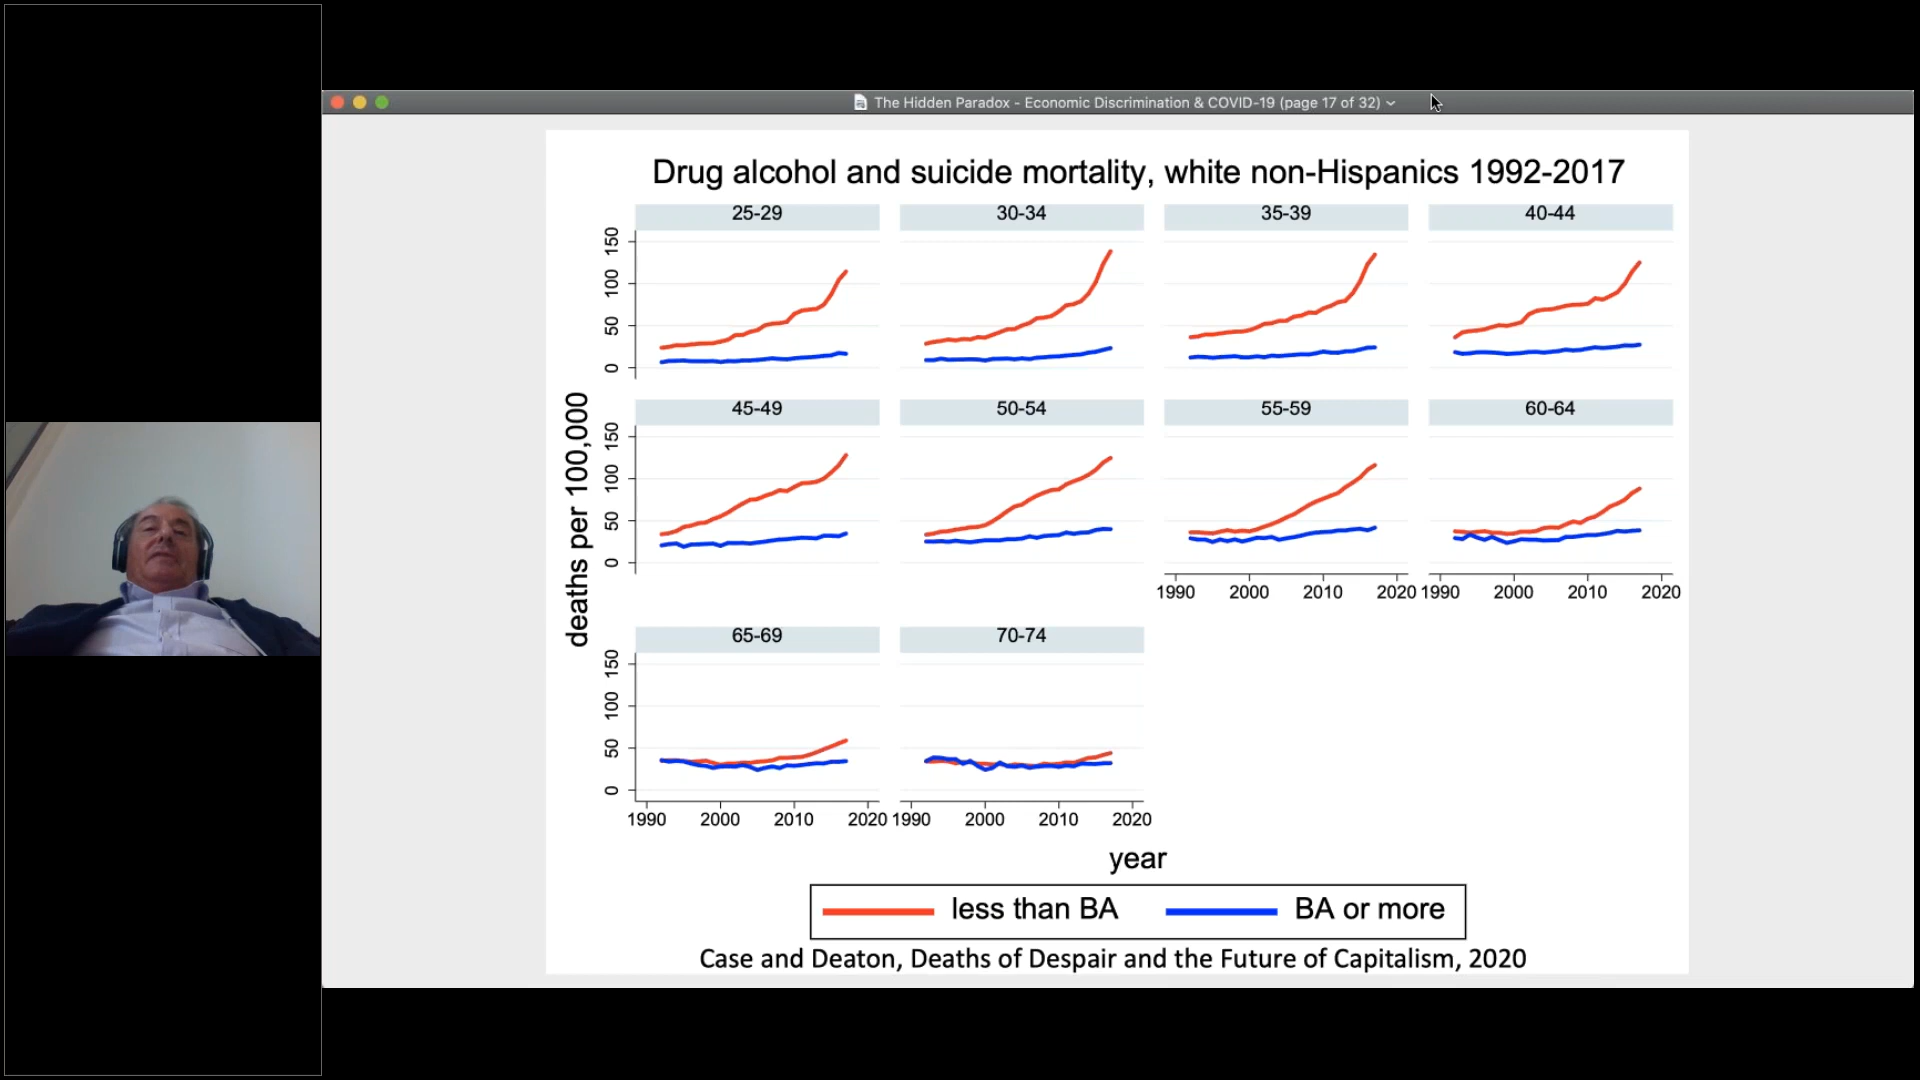 The Hidden Paradox - Economic Discrimination & COVID-19 (page 17 of 32)
Drug alcohol and suicide mortality, white non-Hispanics 1992-2017
25-29 30-34 35-39 40-44
150
100
50
0
45-49 50-54 55-59 60-64
150
100
50
0
1990 2000 2010 2020 1990 2000 2010 2020
deaths per 100,000
65-69 70-74
150
100
50
0
1990 2000 2010 2020 1990 2000 2010 2020
year
less than BA BA or more
Case and Deaton, Deaths of Despair and the Future of Capitalism, 2020